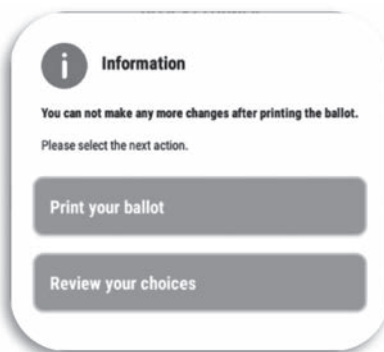 Information
You can not make any more changes after printing the ballot.
Please select the next action.
Print your ballot
Review your choices